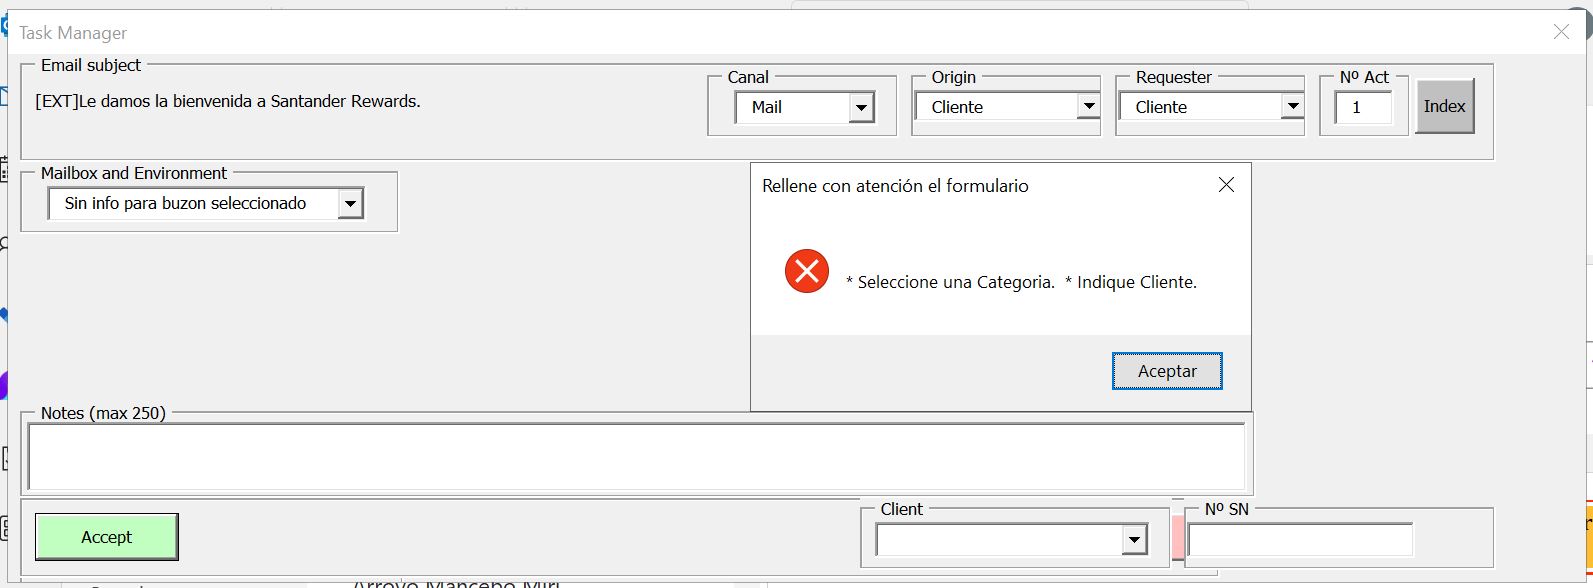 Task Manager
Email subject
[EXT]Le damos la bienvenida a Santander Rewards.
Canal
Mail
Origin
Cliente
Requester
Cliente
Nº Act
1
Index
Mailbox and Environment
Sin info para buzon seleccionado
Rellene con atención el formulario
* Seleccione una Categoria.  * Indique Cliente.
Aceptar
Notes (max 250)
Accept
Client
Nº SN